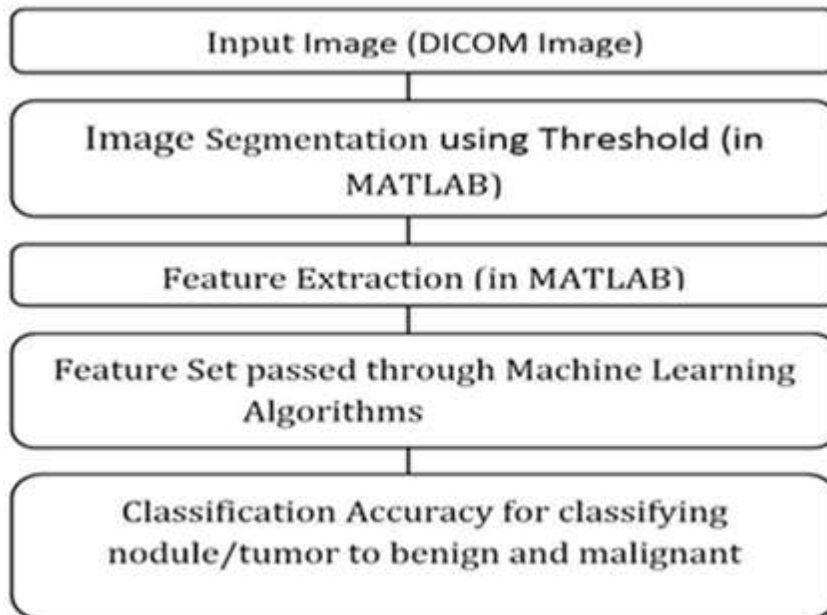 Input Image (DICOM Image)
Image Segmentation using Threshold (in
MATLAB)
Feature Extraction (in MATLAB)
Feature Set passed through Machine Learning
Algorithms
Classification Accuracy for classifying
nodule/tumor to benign and malignant